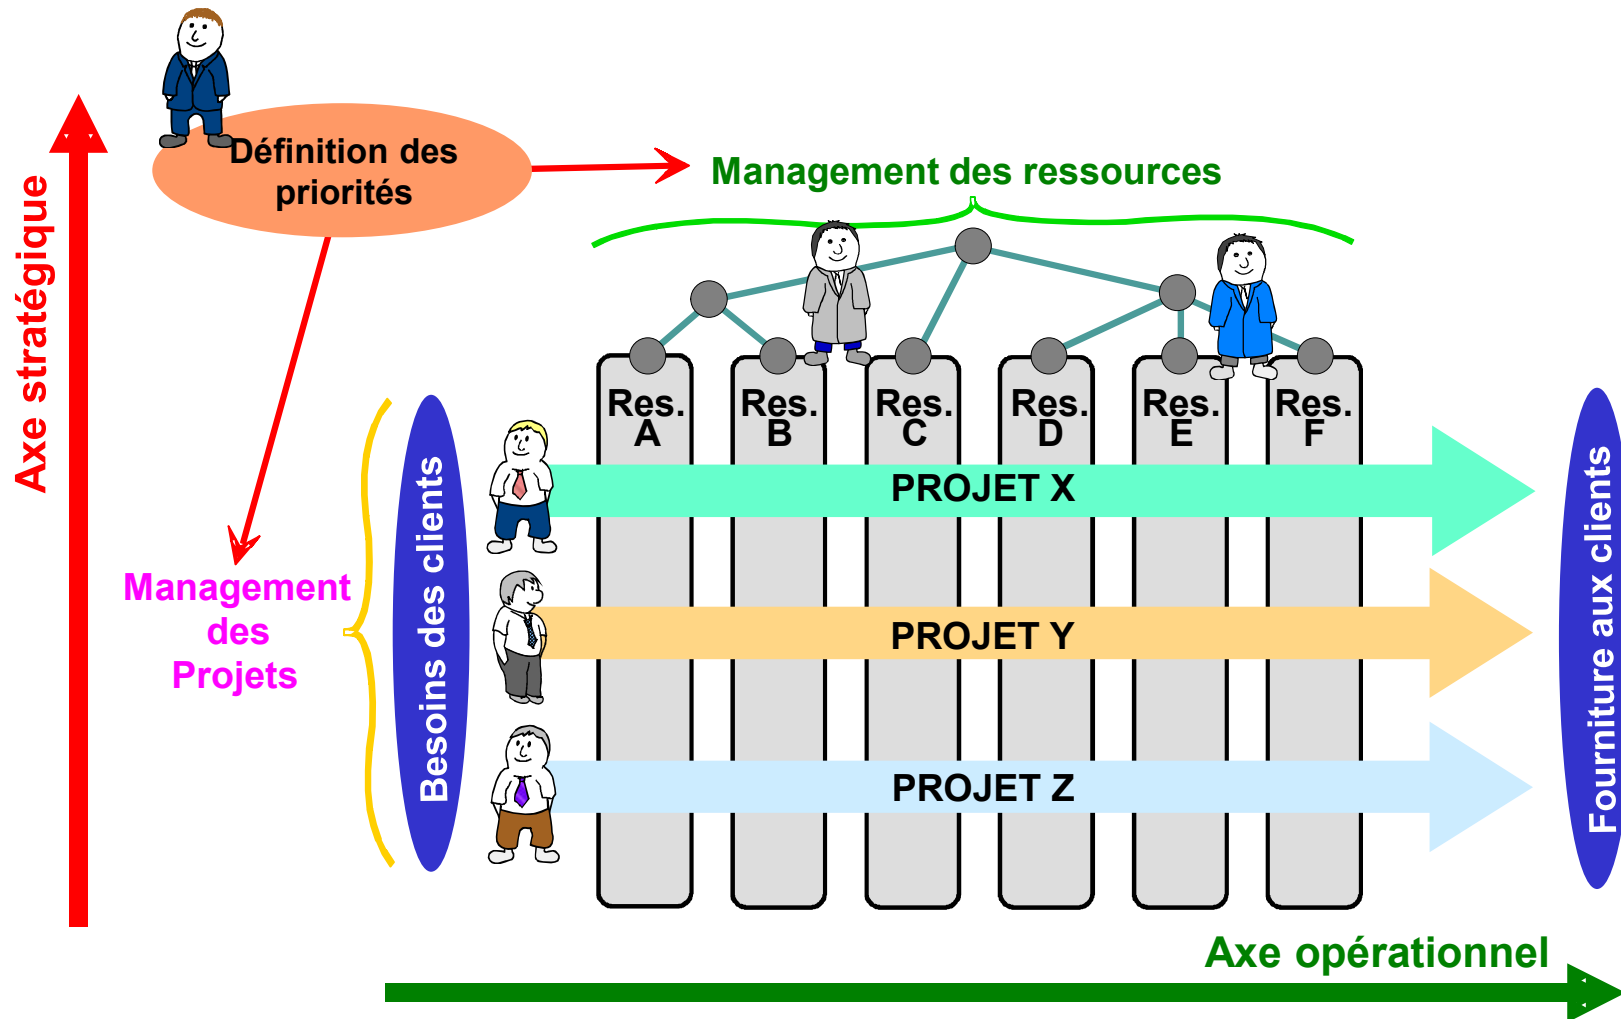 Définition des
priorités
Management des ressources
Axe stratégique
Res.
A
Res.
B
Res.
C
Res.
D
Res.
E
Res.
F
Besoins des clients
PROJET X
Management
des
Projets
PROJET Y
PROJET Z
Fourniture aux clients
Axe opérationnel